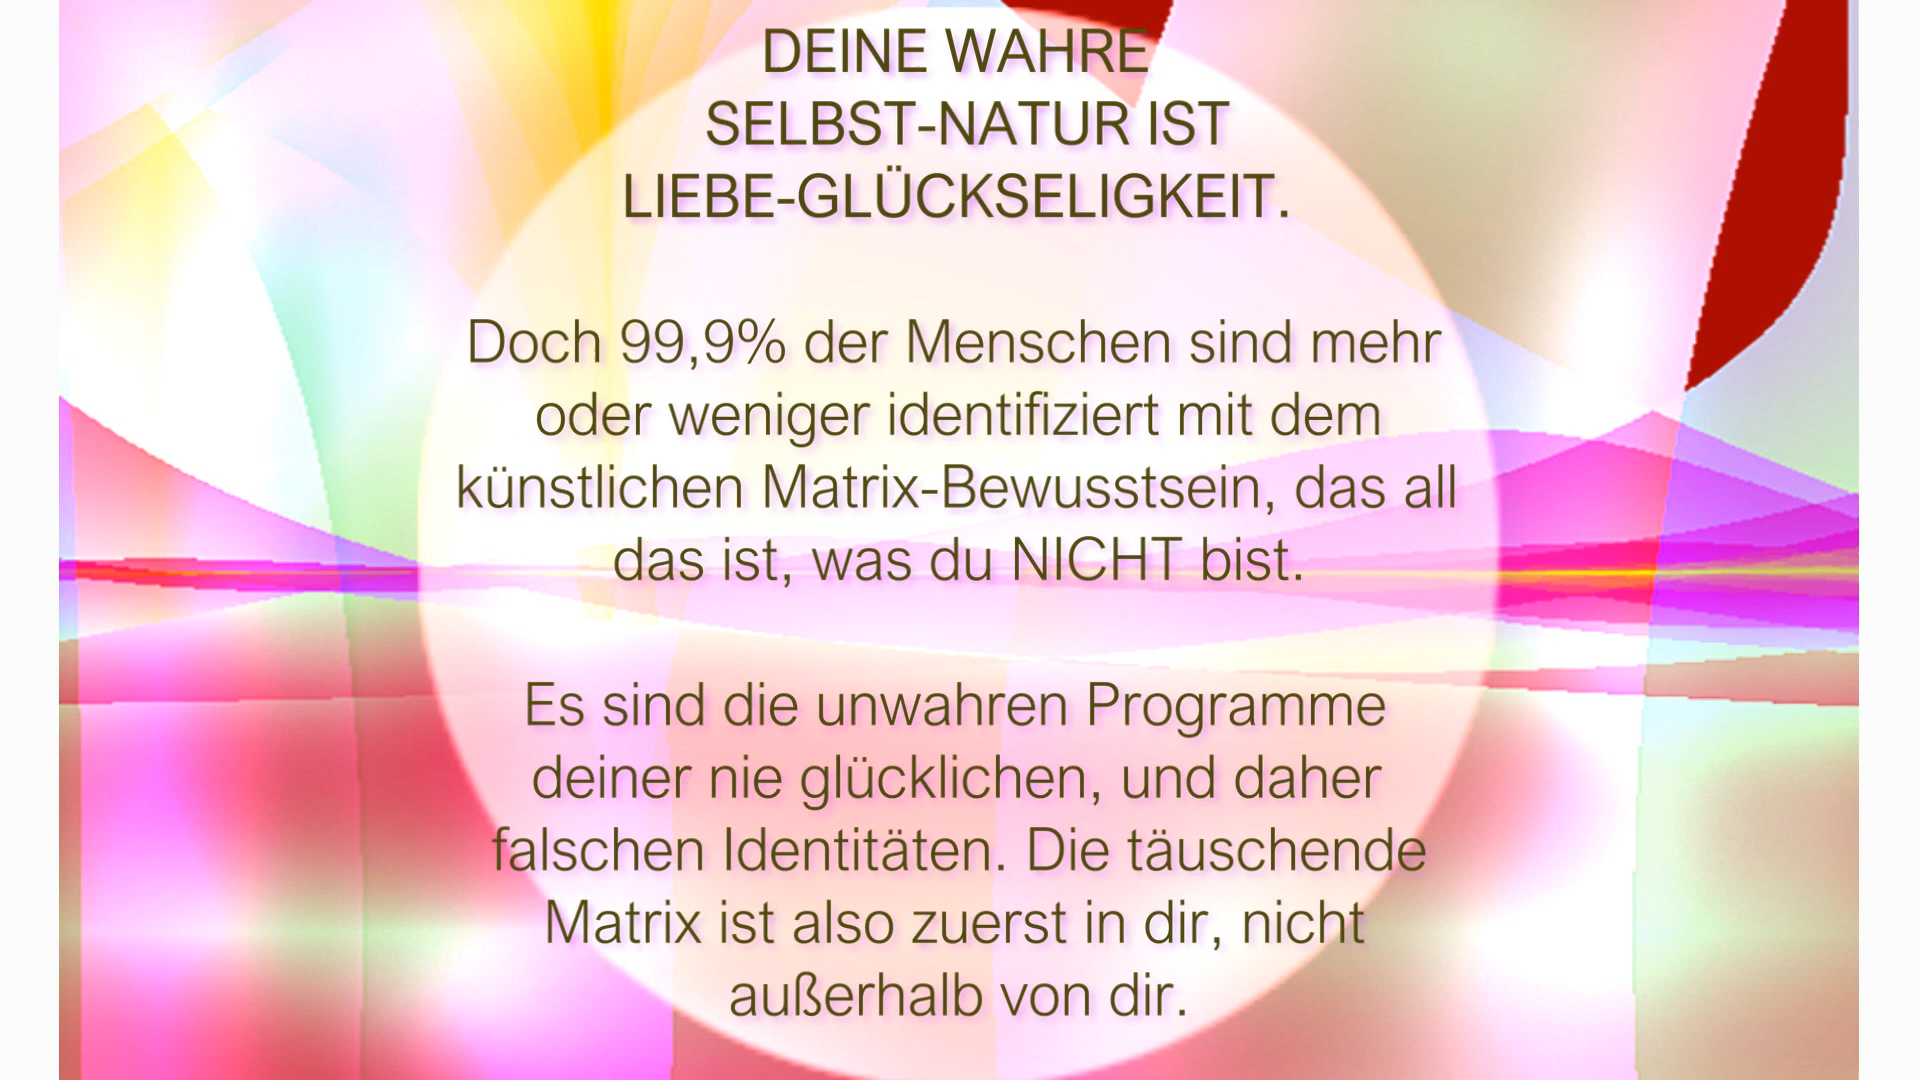 DEINE WAHRE
SELBST-NATUR IST
LIEBE-GLÜCKSELIGKEIT.
Doch 99,9% der Menschen sind mehr
oder weniger identifiziert mit dem
künstlichen Matrix-Bewusstsein, das all
das ist, was du NICHT bist.
Es sind die unwahren Programme
deiner nie glücklichen, und daher
falschen Identitäten. Die täuschende
Matrix ist also zuerst in dir, nicht
außerhalb von dir.